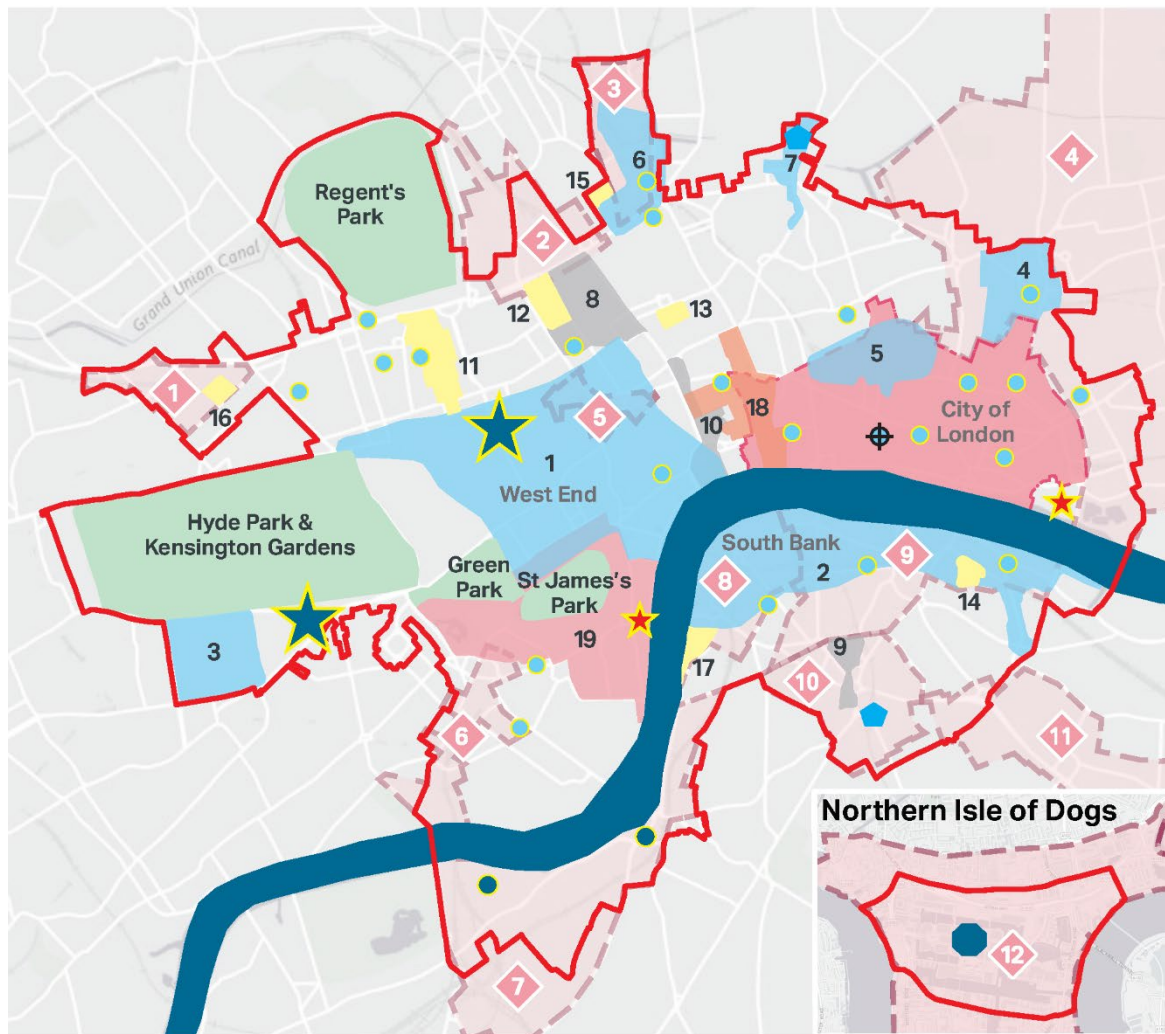 3
4
6
7
15
Regent's
Park
2
4
Grand Union Canal
8
12
13
5
11
1
16
5
18
10
City of
London
1
West End
Hyde Park &
Kensington Gardens
South Bank
9
Green
Park
St James's
Park
8
2
14
3
19
17
9
10
6
11
Northern Isle of Dogs
12
7